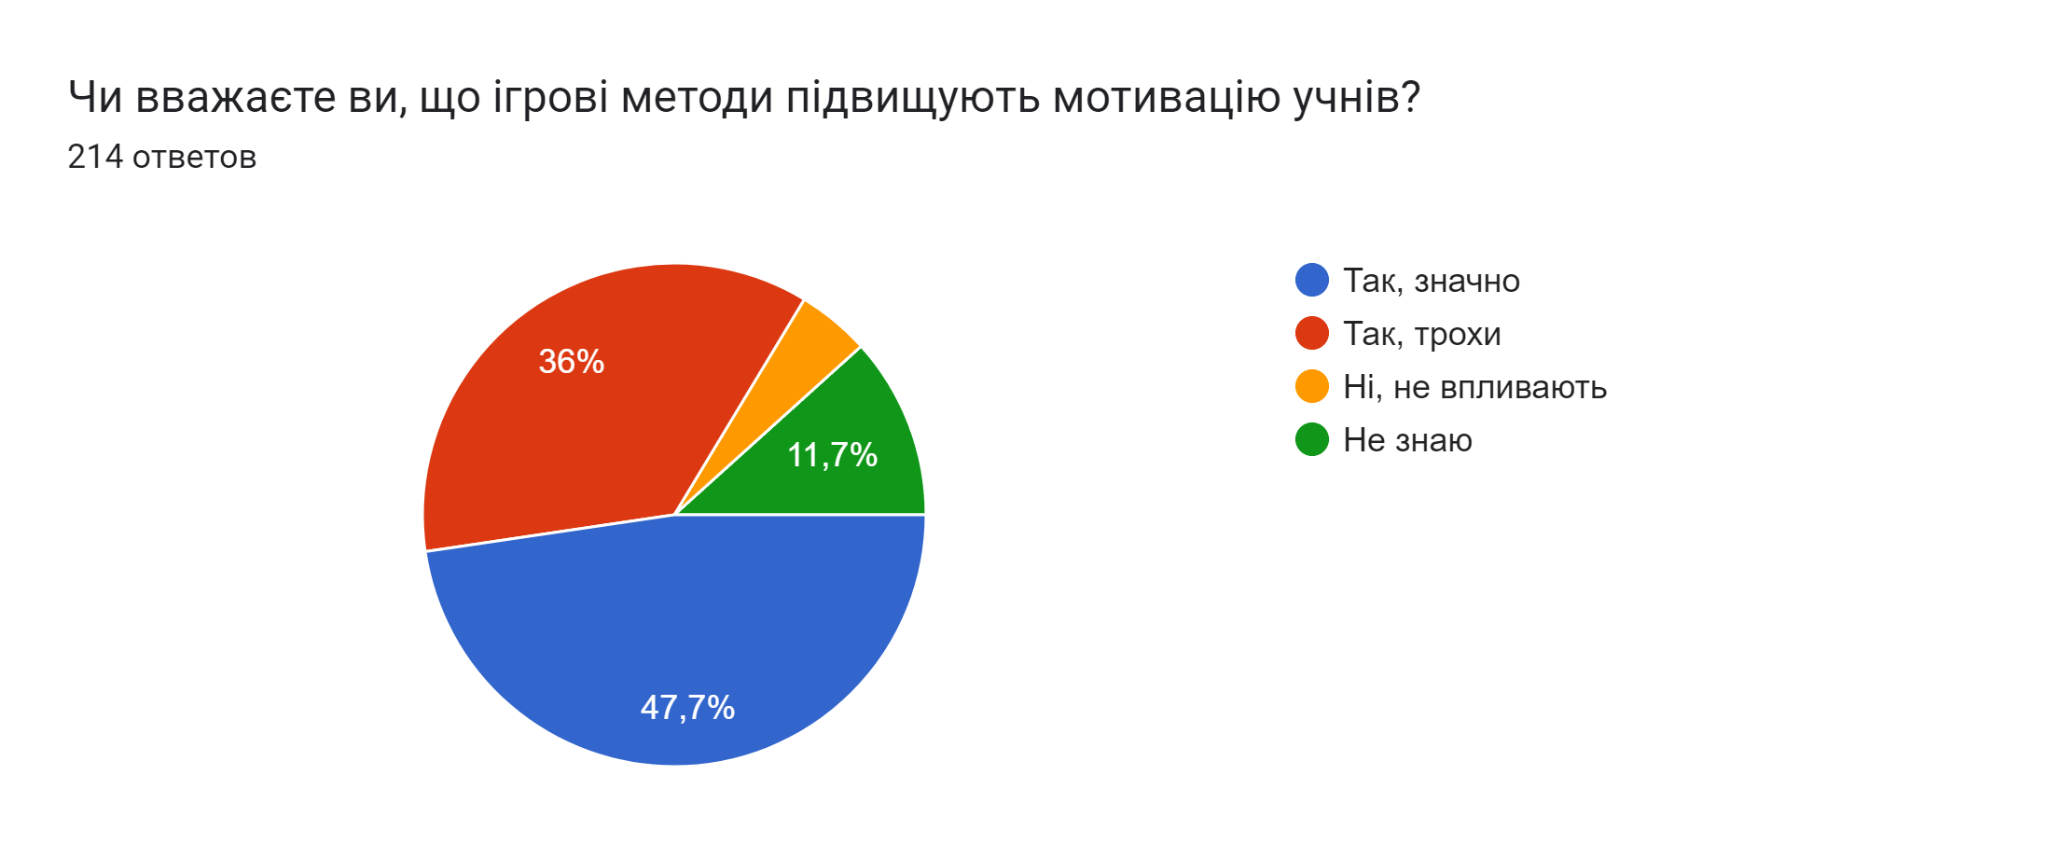 Чи вважаєте ви, що ігрові методи підвищують мотивацію учнів?
214 ответов
Так, значно
Так, трохи
Ні, не впливають
Не знаю
36%
11,7%
47,7%